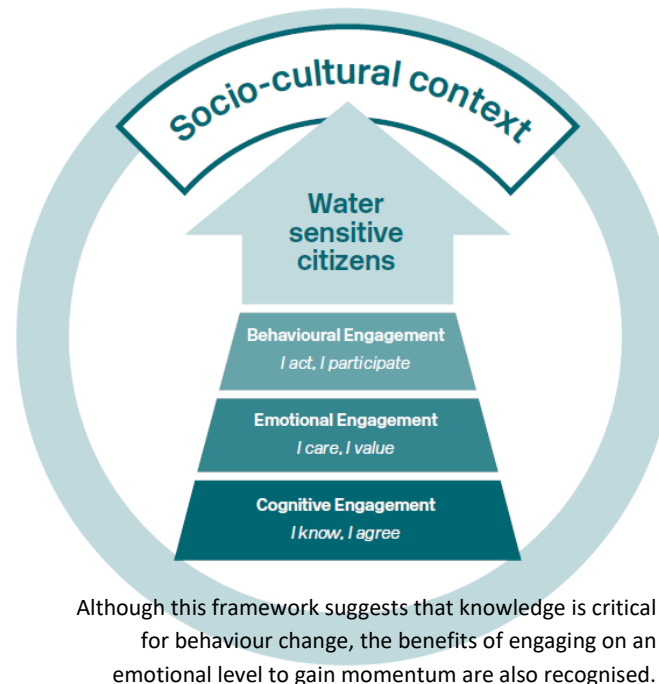 Socio-cultural context
Water
sensitive
citizens
Behavioural Engagement
I act, I participate
Emotional Engagement
I care, I value
Cognitive Engagement
I know, I agree
Although this framework suggests that knowledge is critical
for behaviour change, the benefits of engaging on an
emotional level to gain momentum are also recognised.